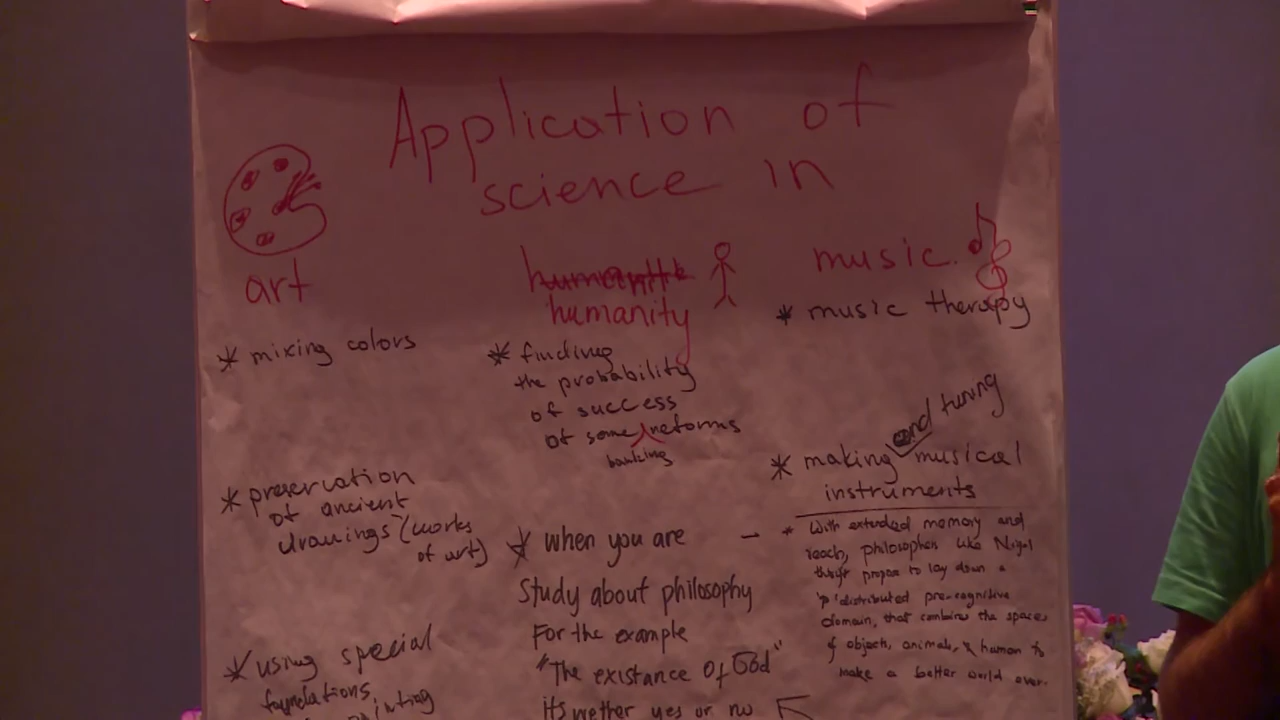 Application of
science in
art
* mixing colors
* preservation
of ancient
drawings (works
of art)
* using special
foundations
humanity
* finding
the probability
of success
of some reforms
banking
* when you are
study about philosophy
For the example
"The existance of God"
its wether yes or no
music
* music therapy
and tuning
* making musical
instruments
* With extended memory and
reach, philosophers like Nigel
thrift propose to lay down a
distributed pre-cognitive
domain, that combine the spaces
of objects, animals, & human to
make a better world ever.